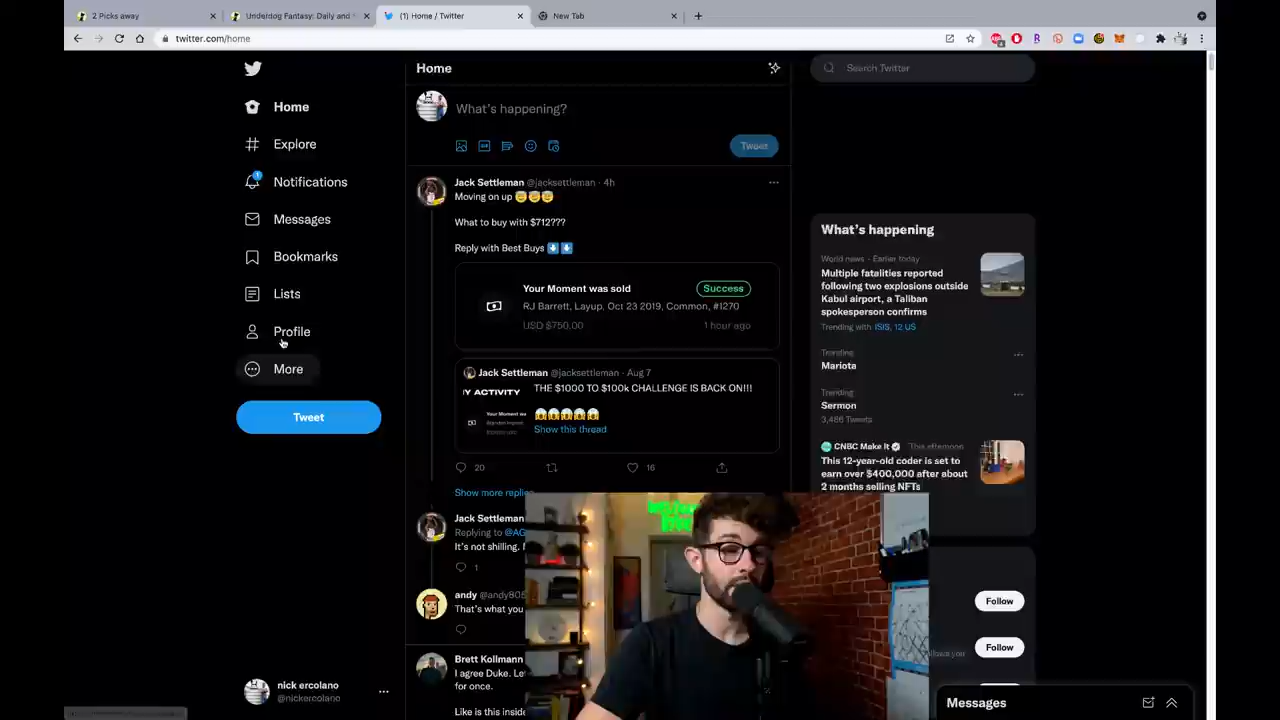 2 Picks away
Underdog Fantasy: Daily and
(1) Home / Twitter
New Tab
twitter.com/home
Home
Explore
Notifications
1
Messages
Bookmarks
Lists
Profile
More
Tweet
nick ercolano
@nickercolano
Home
What's happening?
Tweet
Jack Settleman @jacksettleman · 4h
Moving on up
What to buy with $712???
Reply with Best Buys
Your Moment was sold
Success
RJ Barrett, Layup, Oct 23 2019, Common, #1270
USD $750.00
1 hour ago
Jack Settleman @jacksettleman · Aug 7
Y ACTIVITY
THE $1000 TO $100k CHALLENGE IS BACK ON!!!
Show this thread
20
16
Show more replies
Jack Settleman
Replying to @AG
It's not shilling.
1
andy @andy805
That's what you
Brett Kollmann
I agree Duke. Le
for once.
Like is this inside
Search Twitter
What's happening
World news · Earlier today
Multiple fatalities reported
following two explosions outside
Kabul airport, a Taliban
spokesperson confirms
Trending with ISIS, 12 US
Trending
Mariota
Trending
Sermon
3,486 Tweets
CNBC Make It · This afternoon
This 12-year-old coder is set to
earn over $400,000 after about
2 months selling NFTs
Follow
Follow
Messages